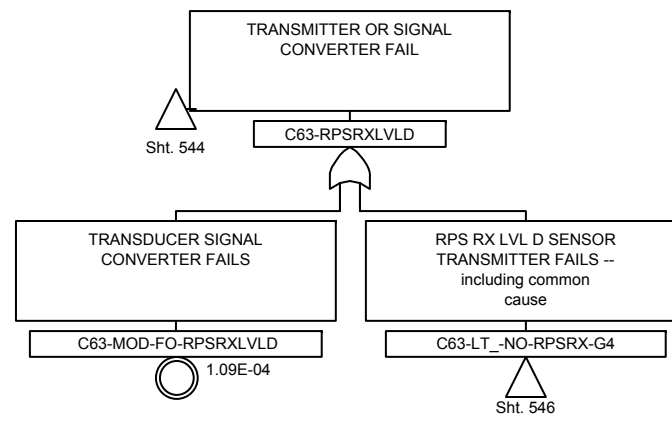 TRANSMITTER OR SIGNAL
CONVERTER FAIL
Sht. 544
C63-RPSRXLVLD
TRANSDUCER SIGNAL
CONVERTER FAILS
C63-MOD-FO-RPSRXLVLD
1.09E-04
RPS RX LVL D SENSOR
TRANSMITTER FAILS --
including common
cause
C63-LT_-NO-RPSRX-G4
Sht. 546